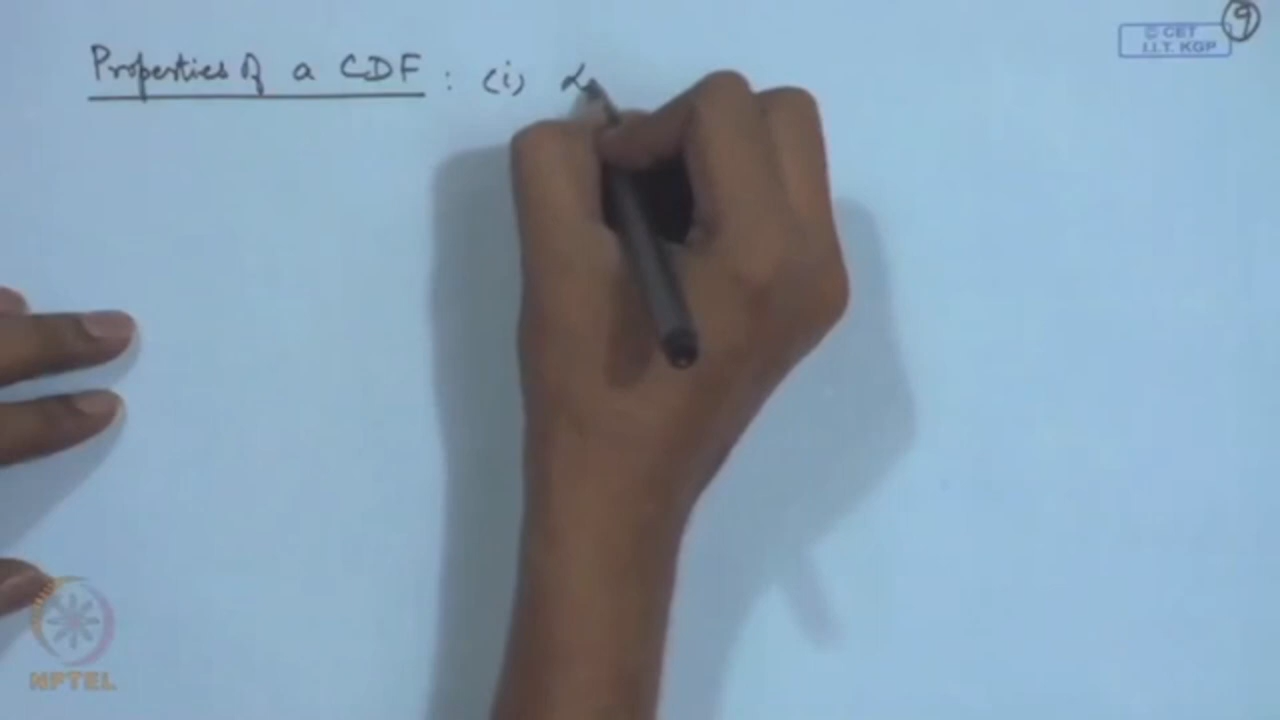 Properties of a CDF : (i)
© CET
I.I.T. KGP
9
NPTEL